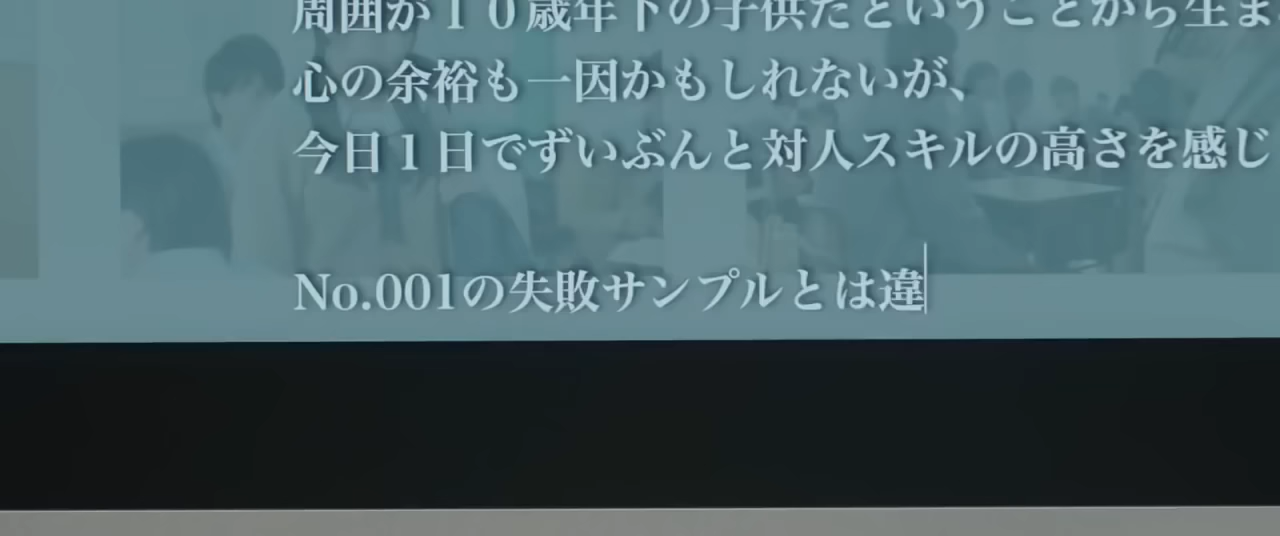 周囲が１０歳年下の子供だということから生ま
心の余裕も一因かもしれないが、
今日１日でずいぶんと対人スキルの高さを感じ
No.001の失敗サンプルとは違